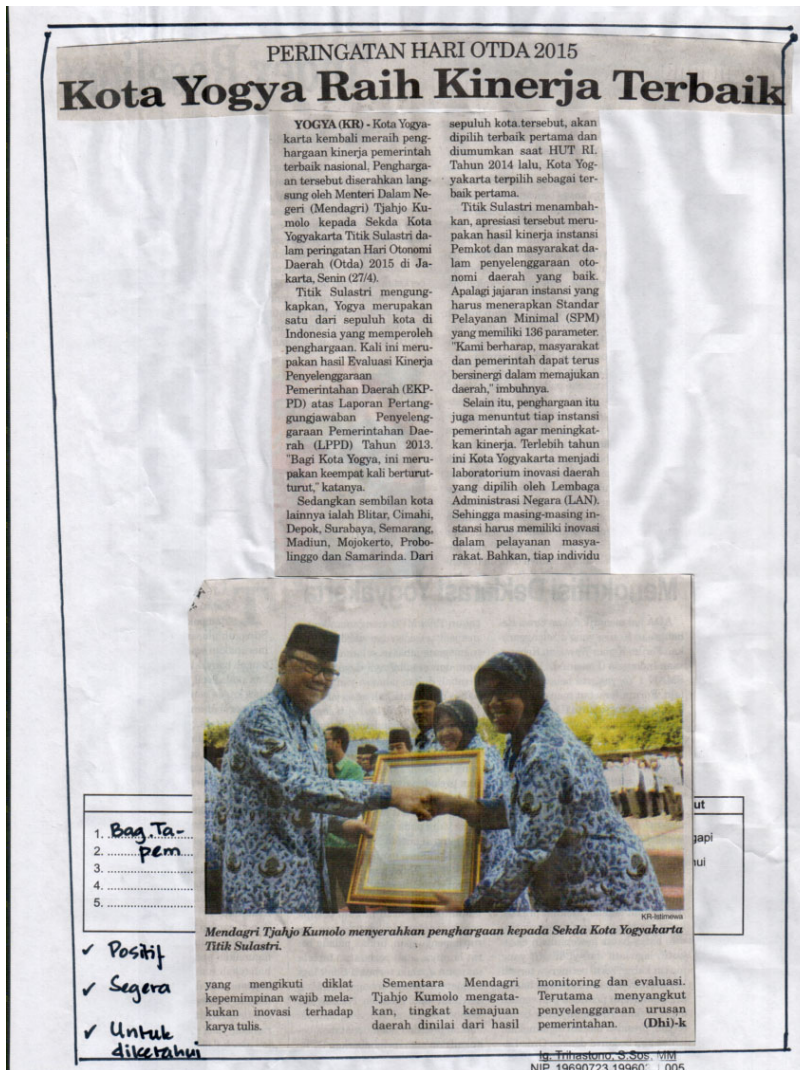 PERINGATAN HARI OTDA 2015
Kota Yogya Raih Kinerja Terbaik
YOGYA (KR) - Kota Yogya-
karta kembali meraih peng-
hargaan kinerja pemerintah
terbaik nasional. Pengharga-
an tersebut diserahkan lang-
sung oleh Menteri Dalam Ne-
geri (Mendagri) Tjahjo Ku-
molo kepada Sekda Kota
Yogyakarta Titik Sulastri da-
lam peringatan Hari Otonomi
Daerah (Otda) 2015 di Ja-
karta, Senin (27/4).
Titik Sulastri mengung-
kapkan, Yogya merupakan
satu dari sepuluh kota di
Indonesia yang memperoleh
penghargaan. Kali ini meru-
pakan hasil Evaluasi Kinerja
Penyelenggaraan
Pemerintahan Daerah (EKP-
PD) atas Laporan Pertang-
gungjawaban Penyeleng-
garaan Pemerintahan Dae-
rah (LPPD) Tahun 2013.
"Bagi Kota Yogya, ini meru-
pakan keempat kali berturut-
turut," katanya.
Sedangkan sembilan kota
lainnya ialah Blitar, Cimahi,
Depok, Surabaya, Semarang,
Madiun, Mojokerto, Probo-
linggo dan Samarinda. Dari
sepuluh kota tersebut, akan
dipilih terbaik pertama dan
diumumkan saat HUT RI.
Tahun 2014 lalu, Kota Yog-
yakarta terpilih sebagai ter-
baik pertama.
Titik Sulastri menambah-
kan, apresiasi tersebut meru-
pakan hasil kinerja instansi
Pemkot dan masyarakat da-
lam penyelenggaraan oto-
nomi daerah yang baik.
Apalagi jajaran instansi yang
harus menerapkan Standar
Pelayanan Minimal (SPM)
yang memiliki 136 parameter.
"Kami berharap, masyarakat
dan pemerintah dapat terus
bersinergi dalam memajukan
daerah," imbuhnya.
Selain itu, penghargaan itu
juga menuntut tiap instansi
pemerintah agar meningkat-
kan kinerja. Terlebih tahun
ini Kota Yogyakarta menjadi
laboratorium inovasi daerah
yang dipilih oleh Lembaga
Administrasi Negara (LAN).
Sehingga masing-masing in-
stansi harus memiliki inovasi
dalam pelayanan masya-
rakat. Bahkan, tiap individu
KR-Istimewa
Mendagri Tjahjo Kumolo menyerahkan penghargaan kepada Sekda Kota Yogyakarta
Titik Sulastri.
yang mengikuti diklat
kepemimpinan wajib mela-
kukan inovasi terhadap
karya tulis.
Sementara Mendagri
Tjahjo Kumolo mengata-
kan, tingkat kemajuan
daerah dinilai dari hasil
monitoring dan evaluasi.
Terutama menyangkut
penyelenggaraan urusan
pemerintahan. (Dhi)-k
1. Bag. Ta-
2. pem
3.
4.
5.
ut
gapi
ui
✓ Positif
✓ Segera
✓ Untuk
diketahui
Ig. Trihastono, S.Sos, MM
NIP. 19690723 19960
005